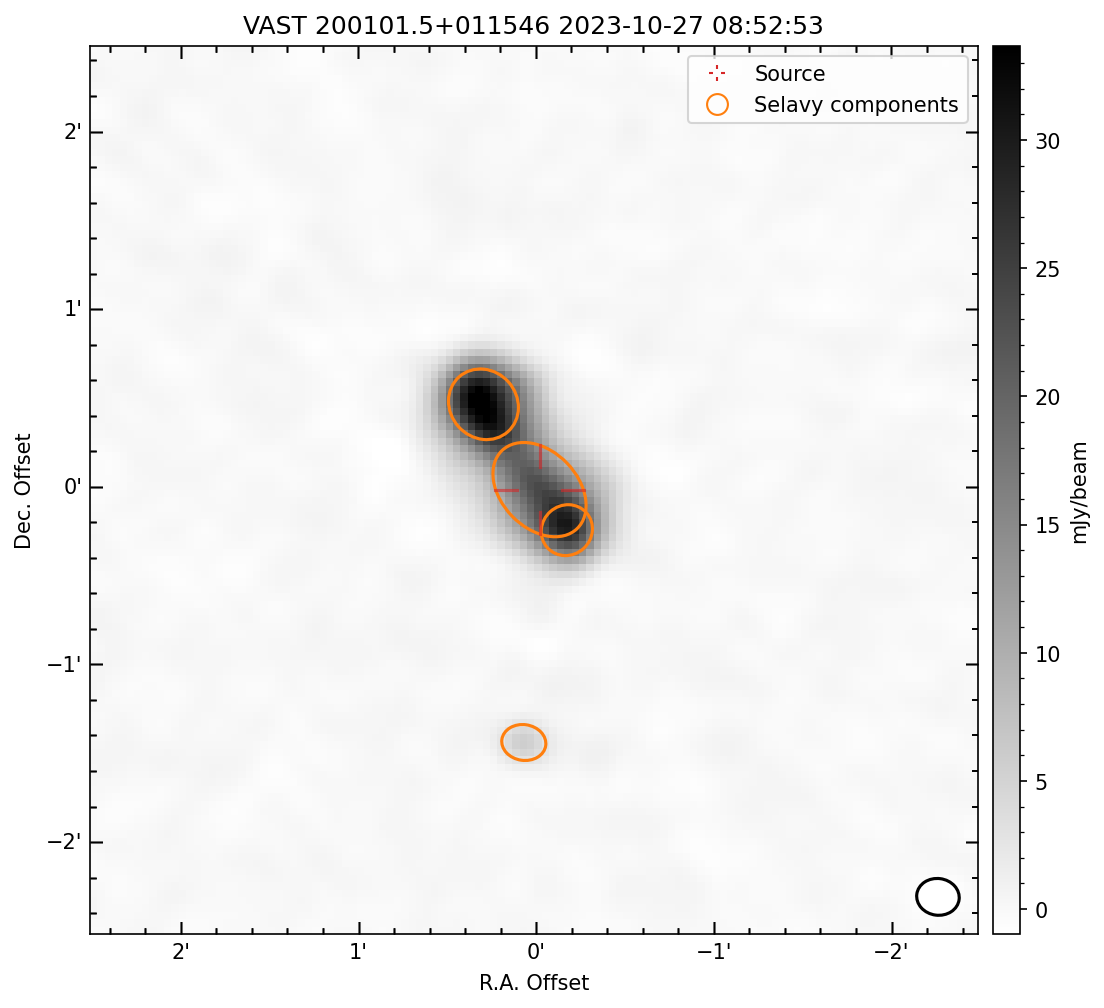 VAST 200101.5+011546 2023-10-27 08:52:53
Source
Selavy components
2'
1'
0'
−1'
−2'
Dec. Offset
2'
1'
0'
−1'
−2'
R.A. Offset
30
25
20
15
10
5
0
mJy/beam